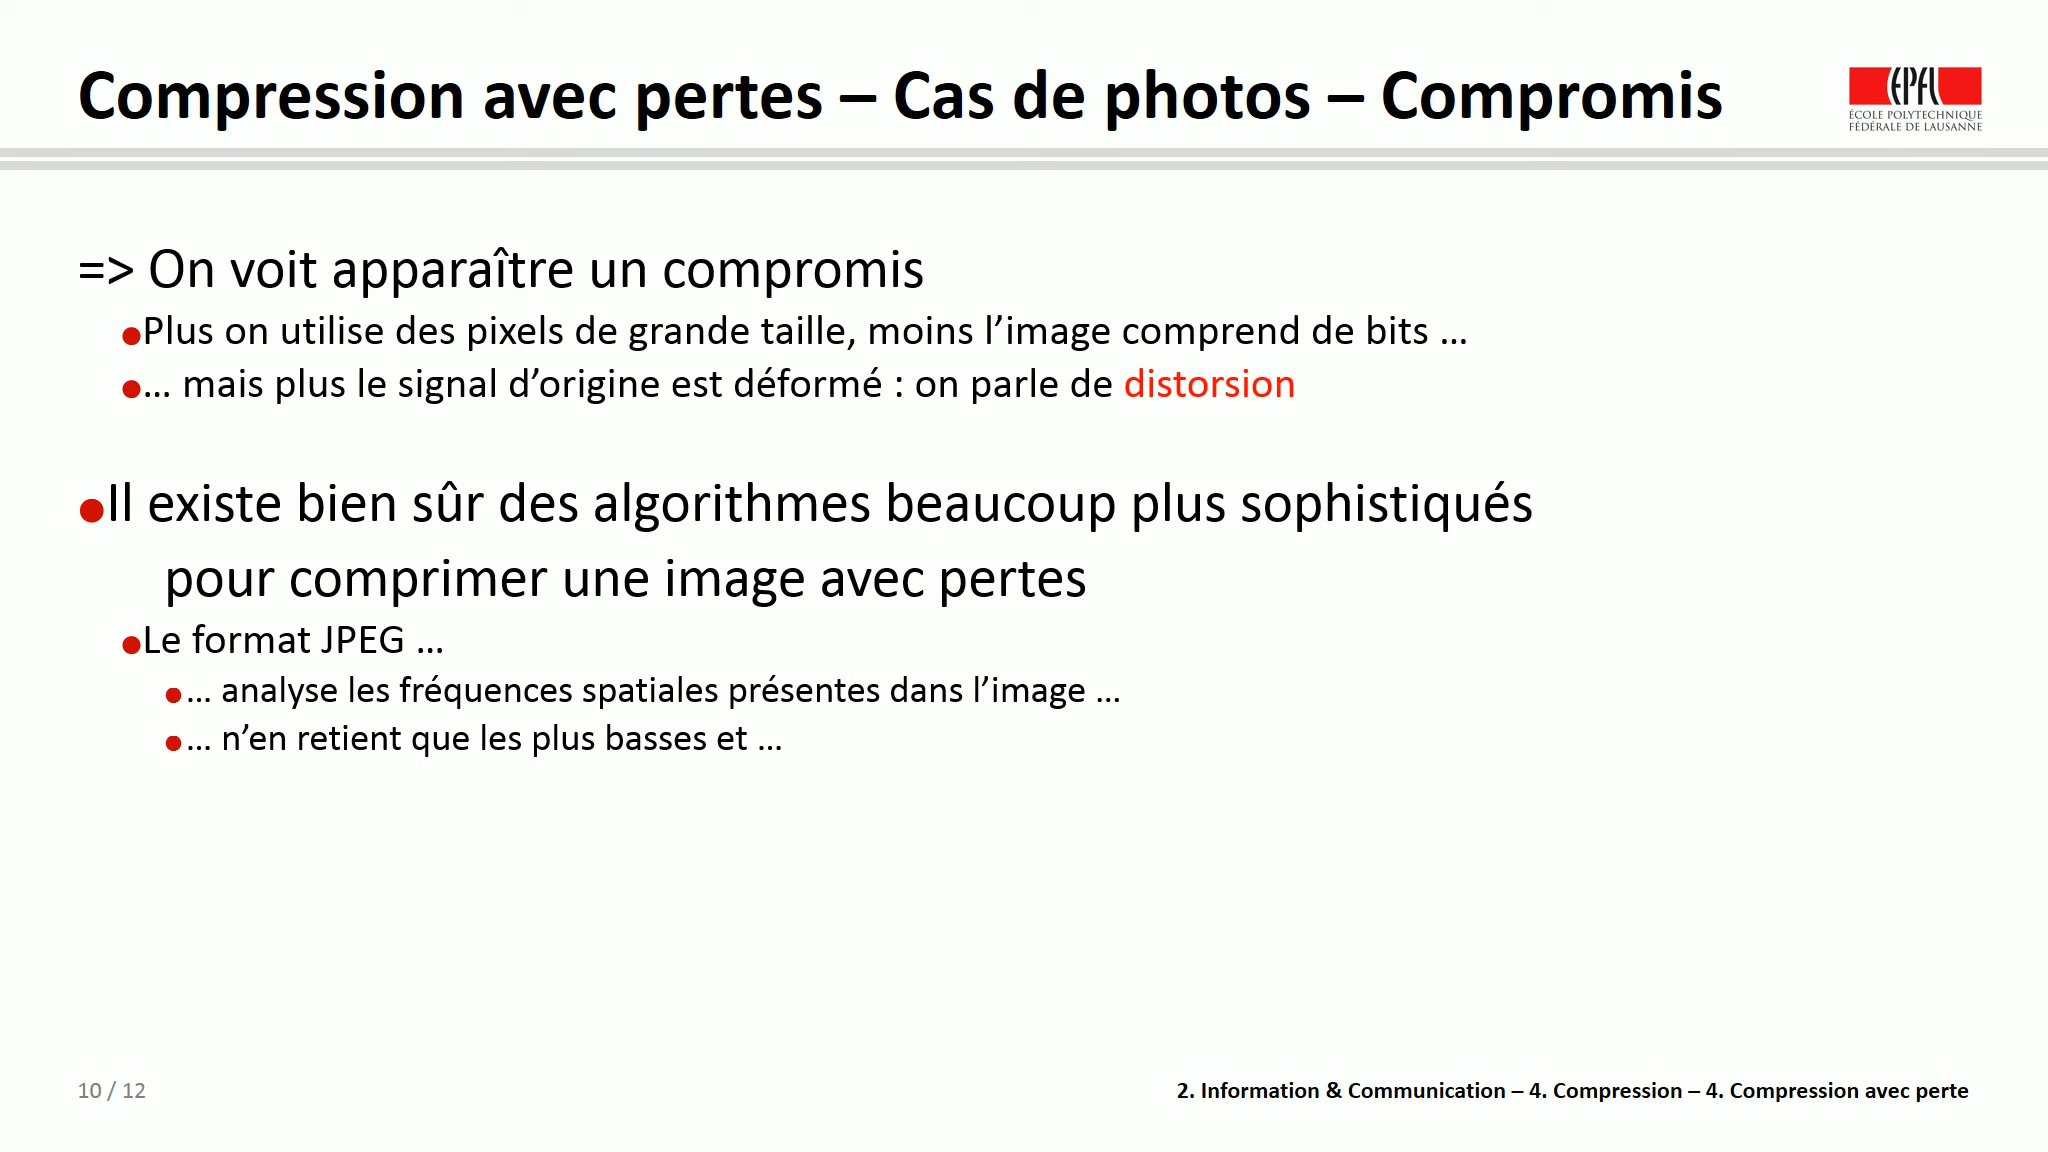 Compression avec pertes – Cas de photos – Compromis
ÉCOLE POLYTECHNIQUE
FÉDÉRALE DE LAUSANNE
=> On voit apparaître un compromis
●Plus on utilise des pixels de grande taille, moins l’image comprend de bits …
●… mais plus le signal d’origine est déformé : on parle de distorsion
●Il existe bien sûr des algorithmes beaucoup plus sophistiqués
pour comprimer une image avec pertes
●Le format JPEG …
●… analyse les fréquences spatiales présentes dans l’image …
●… n’en retient que les plus basses et …
10 / 12
2. Information & Communication – 4. Compression – 4. Compression avec perte